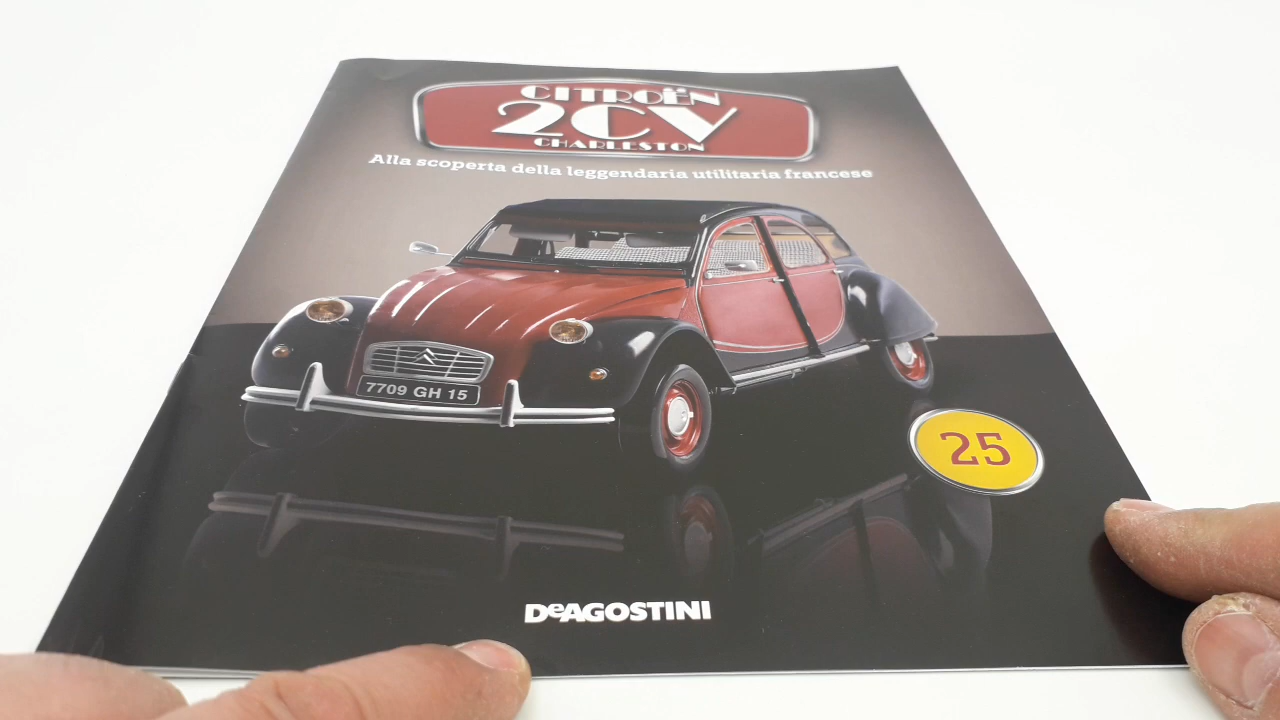 CITROËN
2CV
CHARLESTON
Alla scoperta della leggendaria utilitaria francese
7709 GH 15
25
DeAGOSTINI